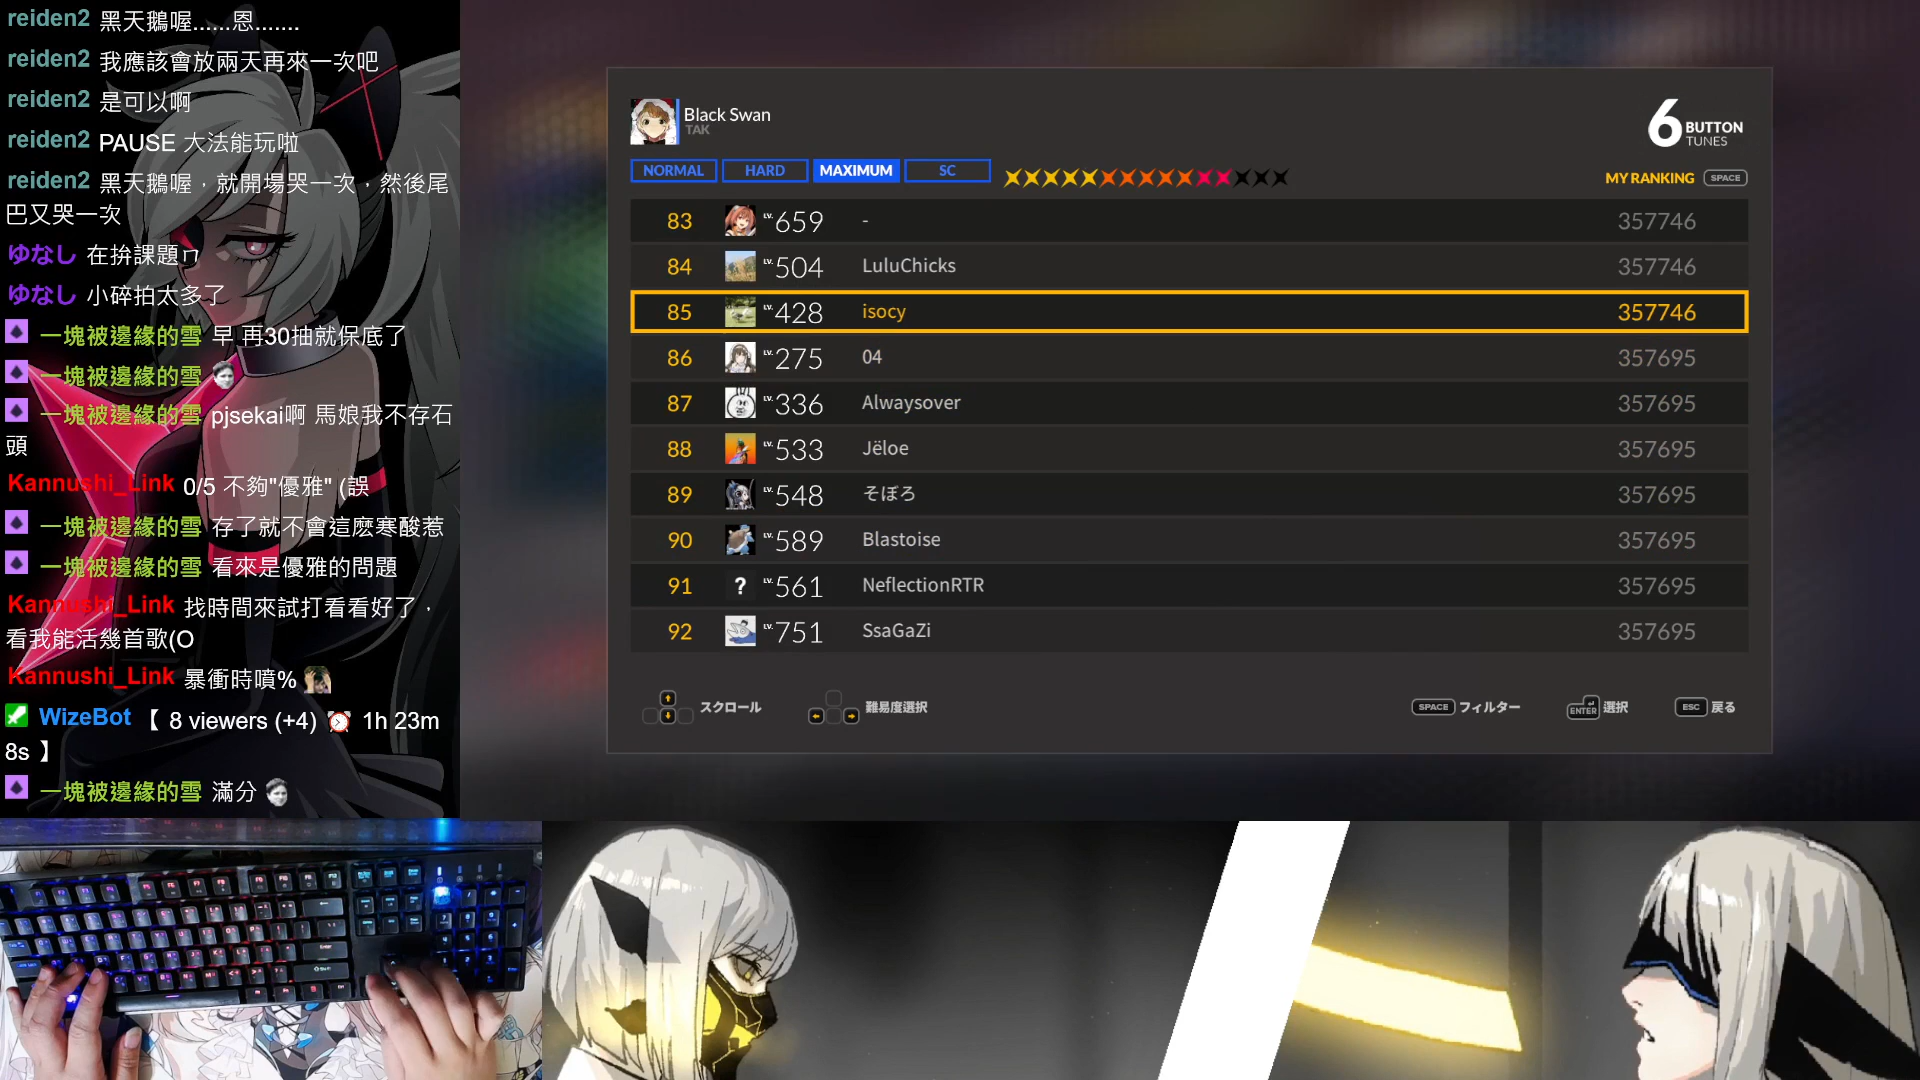 reiden2 黑天鵝喔......恩.......
reiden2 我應該會放兩天再來一次吧
reiden2 是可以啊
reiden2 PAUSE 大法能玩啦
reiden2 黑天鵝喔，就開場哭一次，然後尾
巴又哭一次
ゆなし 在拚課題ㄇ
ゆなし 小碎拍太多了
一塊被邊緣的雪 早 再30抽就保底了
一塊被邊緣的雪
一塊被邊緣的雪 pjsekai啊 馬娘我不存石
頭
Kannushi_Link 0/5 不夠"優雅" (誤
一塊被邊緣的雪 存了就不會這麽寒酸惹
一塊被邊緣的雪 看來是優雅的問題
Kannushi_Link 找時間來試打看看好了，
看我能活幾首歌(O
Kannushi_Link 暴衝時噴%
WizeBot 【 8 viewers (+4) ⏰ 1h 23m
8s 】
一塊被邊緣的雪 滿分
Black Swan
TAK
6 BUTTON
TUNES
NORMAL HARD MAXIMUM SC
MY RANKING SPACE
83 LV. 659 - 357746
84 LV. 504 LuluChicks 357746
85 LV. 428 isocy 357746
86 LV. 275 04 357695
87 LV. 336 Alwaysover 357695
88 LV. 533 Jëloe 357695
89 LV. 548 そぼろ 357695
90 LV. 589 Blastoise 357695
91 ? LV. 561 NeflectionRTR 357695
92 LV. 751 SsaGaZi 357695
スクロール 難易度選択 SPACE フィルター ENTER 選択 ESC 戻る